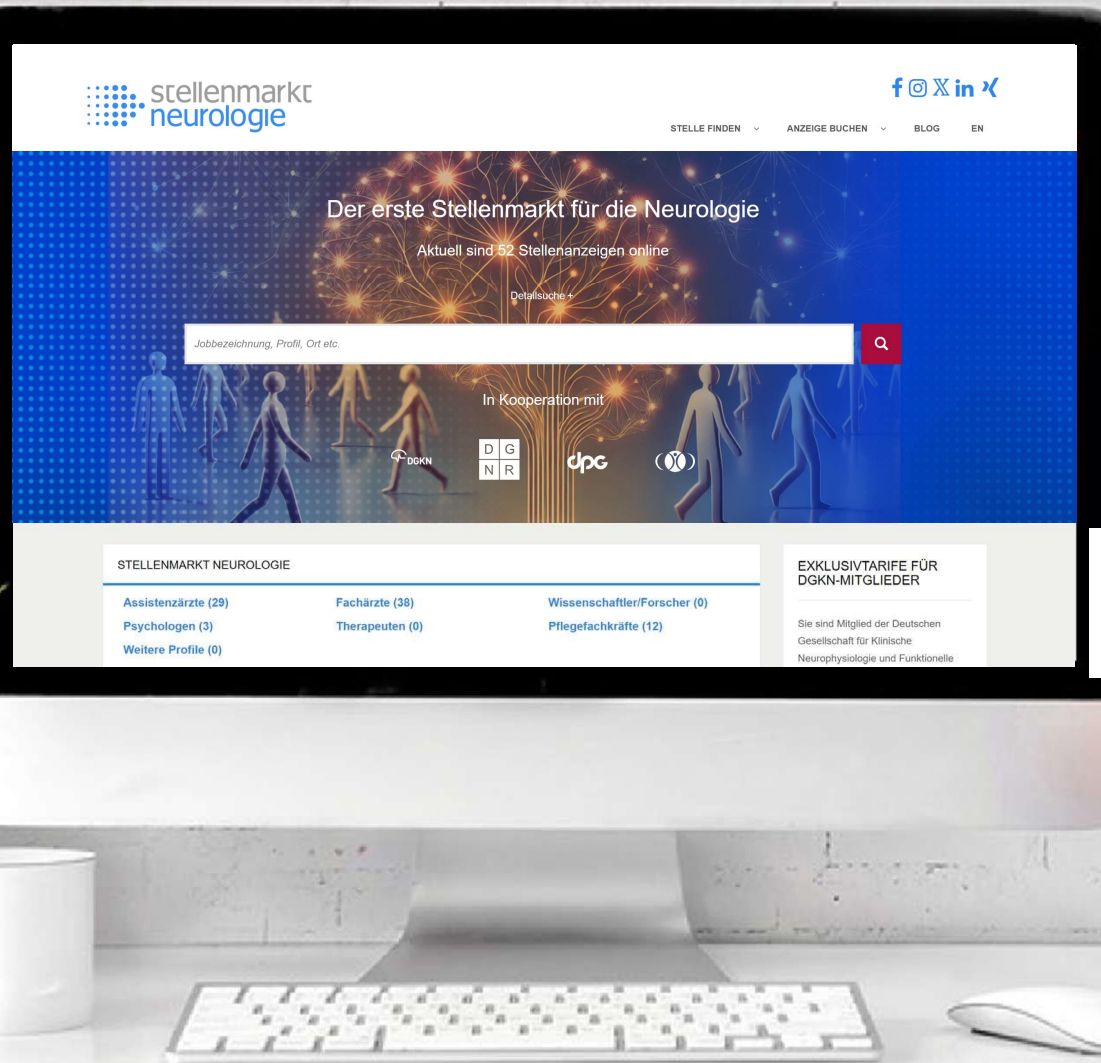 stellenmarkt
neurologie
STELLE FINDEN
ANZEIGE BUCHEN
BLOG
EN
Der erste Stellenmarkt für die Neurologie
Aktuell sind 52 Stellenanzeigen online
Detailsuche +
Jobbezeichnung, Profil, Ort etc.
In Kooperation mit
DGKN
D G
N R
dpg
STELLENMARKT NEUROLOGIE
Assistenzärzte (29)
Fachärzte (38)
Wissenschaftler/Forscher (0)
Psychologen (3)
Therapeuten (0)
Pflegefachkräfte (12)
Weitere Profile (0)
EXKLUSIVTARIFE FÜR
DGKN-MITGLIEDER
Sie sind Mitglied der Deutschen
Gesellschaft für Klinische
Neurophysiologie und Funktionelle